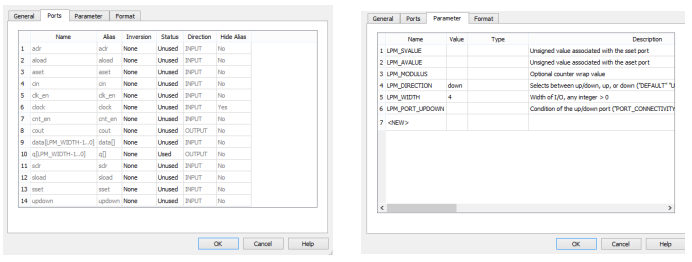 General Ports Parameter Format
Name Alias Inversion Status Direction Hide Alias
1 aclr aclr None Unused INPUT No
2 aload aload None Unused INPUT No
3 aset aset None Unused INPUT No
4 cin cin None Unused INPUT No
5 clk_en clk_en None Unused INPUT No
6 clock clock None Unused INPUT Yes
7 cnt_en cnt_en None Unused INPUT No
8 cout cout None Unused OUTPUT No
9 data[LPM_WIDTH-1..0] data[] None Unused INPUT No
10 q[LPM_WIDTH-1..0] q[] None Used OUTPUT No
11 sclr sclr None Unused INPUT No
12 sload sload None Unused INPUT No
13 sset sset None Unused INPUT No
14 updown updown None Unused INPUT No
OK Cancel Help
General Ports Parameter Format
Name Value Type Description
1 LPM_SVALUE Unsigned value associated with the sset port
2 LPM_AVALUE Unsigned value associated with the aset port
3 LPM_MODULUS Optional counter wrap value
4 LPM_DIRECTION down Selects between up/down, up, or down ("DEFAULT" "U
5 LPM_WIDTH 4 Width of I/O, any integer > 0
6 LPM_PORT_UPDOWN Condition of the up/down port ("PORT_CONNECTIVITY
7 <NEW>
OK Cancel Help